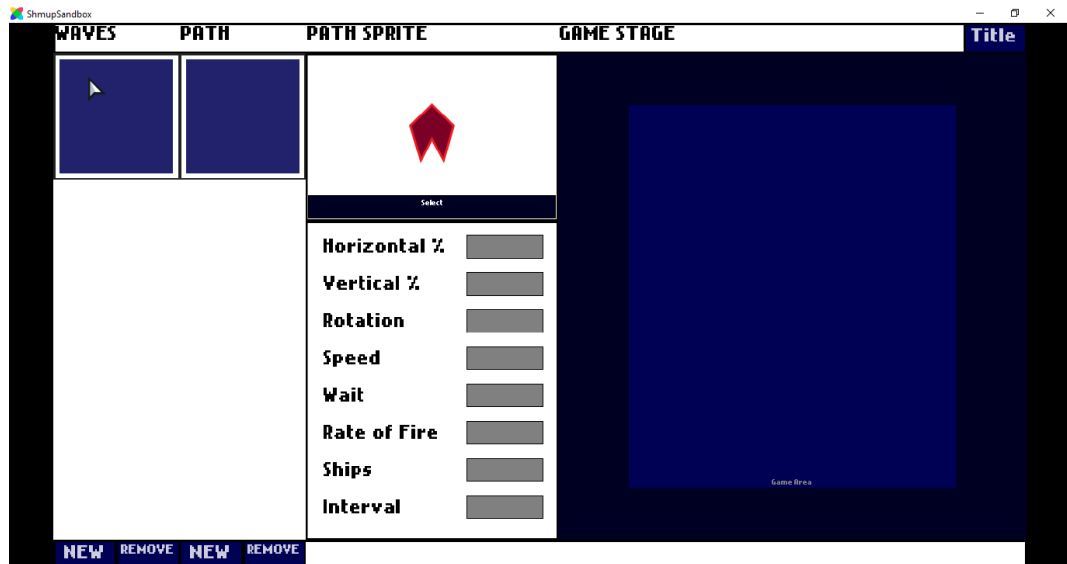 ShmupSandbox
WAVES PATH PATH SPRITE GAME STAGE Title
Select
Horizontal %
Vertical %
Rotation
Speed
Wait
Rate of Fire
Ships
Interval
Game Area
NEW REMOVE NEW REMOVE